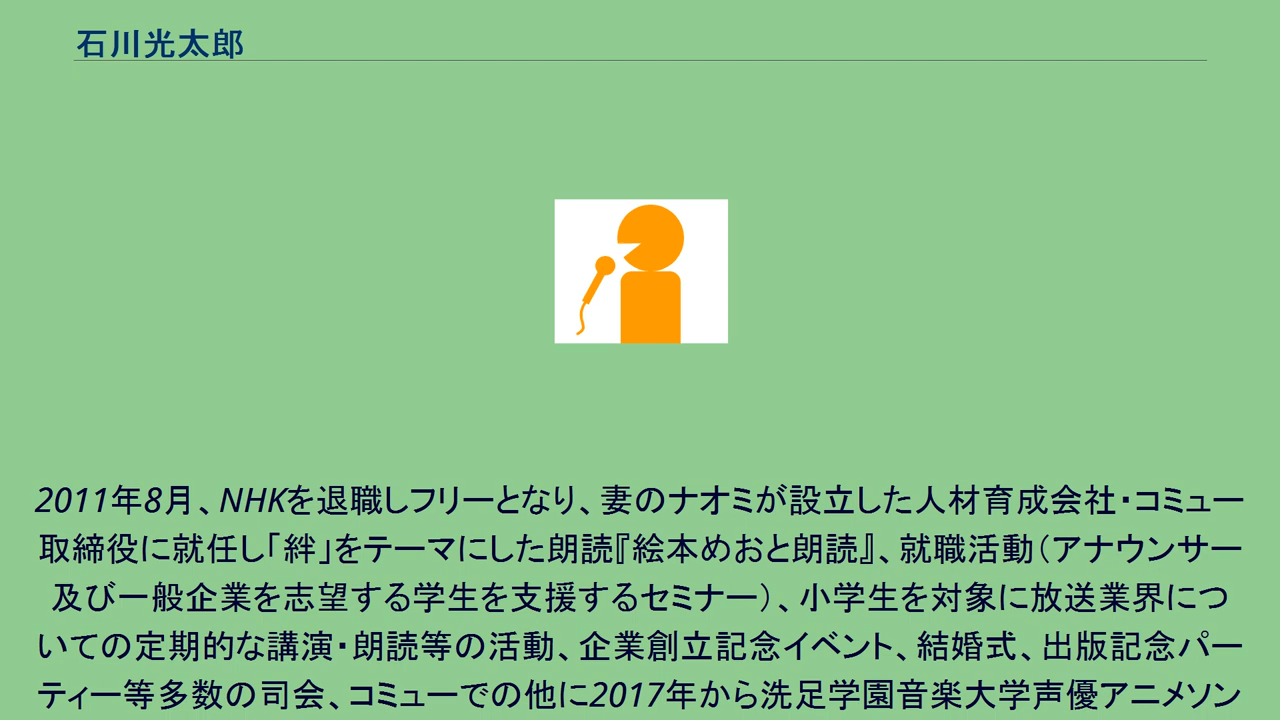 石川光太郎
2011年8月、NHKを退職しフリーとなり、妻のナオミが設立した人材育成会社・コミュー
取締役に就任し「絆」をテーマにした朗読『絵本めおと朗読』、就職活動（アナウンサー
及び一般企業を志望する学生を支援するセミナー）、小学生を対象に放送業界につ
いての定期的な講演・朗読等の活動、企業創立記念イベント、結婚式、出版記念パー
ティー等多数の司会、コミューでの他に2017年から洗足学園音楽大学声優アニメソン